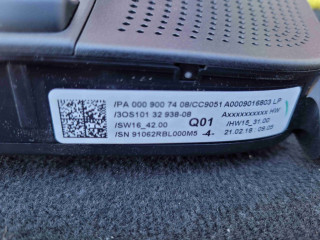 /PA 000 900 74 08/CC9051 A0009016803 LP
/3OS101 32 938-08 Axxxxxxxxxx HW
/SW16_42.00 Q01 /HW15_31.00
/SN 91062RBL000M5 -4- 21.02.18 - 08:05